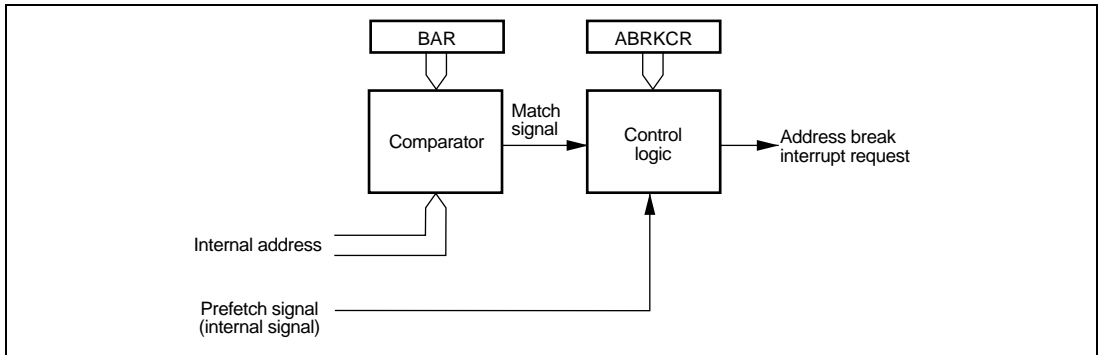 BAR
ABRKCR
Comparator
Match
signal
Control
logic
Address break
interrupt request
Internal address
Prefetch signal
(internal signal)